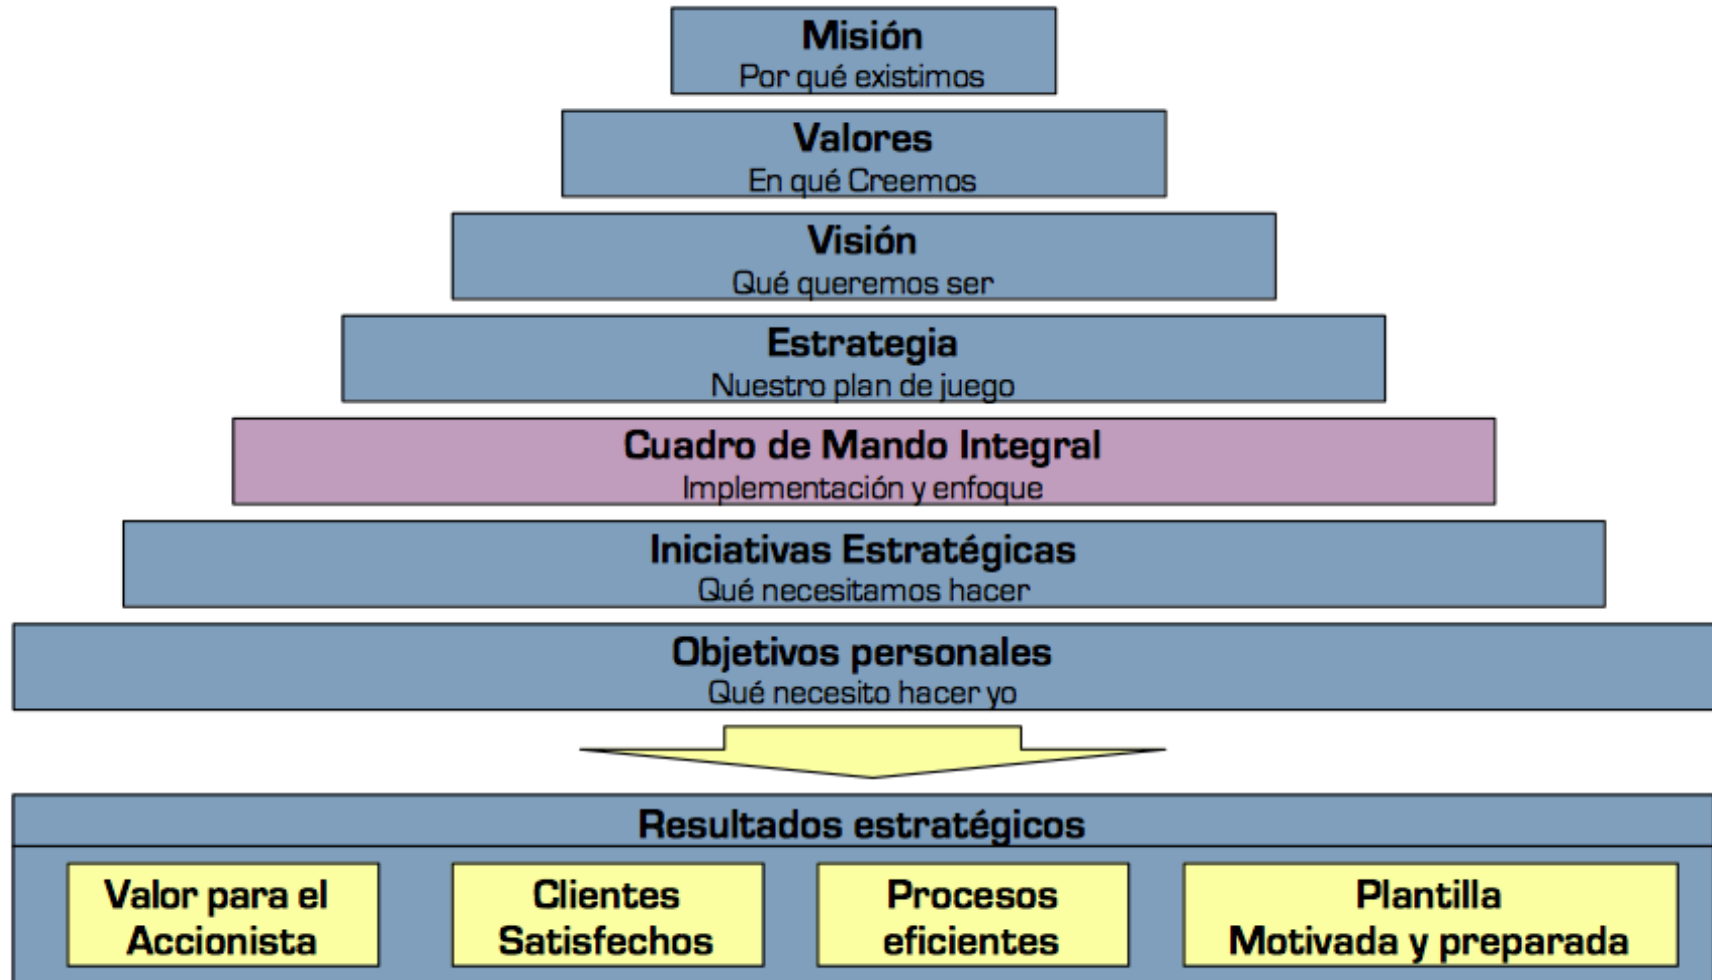 Misión
Por qué existimos
Valores
En qué Creemos
Visión
Qué queremos ser
Estrategia
Nuestro plan de juego
Cuadro de Mando Integral
Implementación y enfoque
Iniciativas Estratégicas
Qué necesitamos hacer
Objetivos personales
Qué necesito hacer yo
Resultados estratégicos
Valor para el
Accionista
Clientes
Satisfechos
Procesos
eficientes
Plantilla
Motivada y preparada